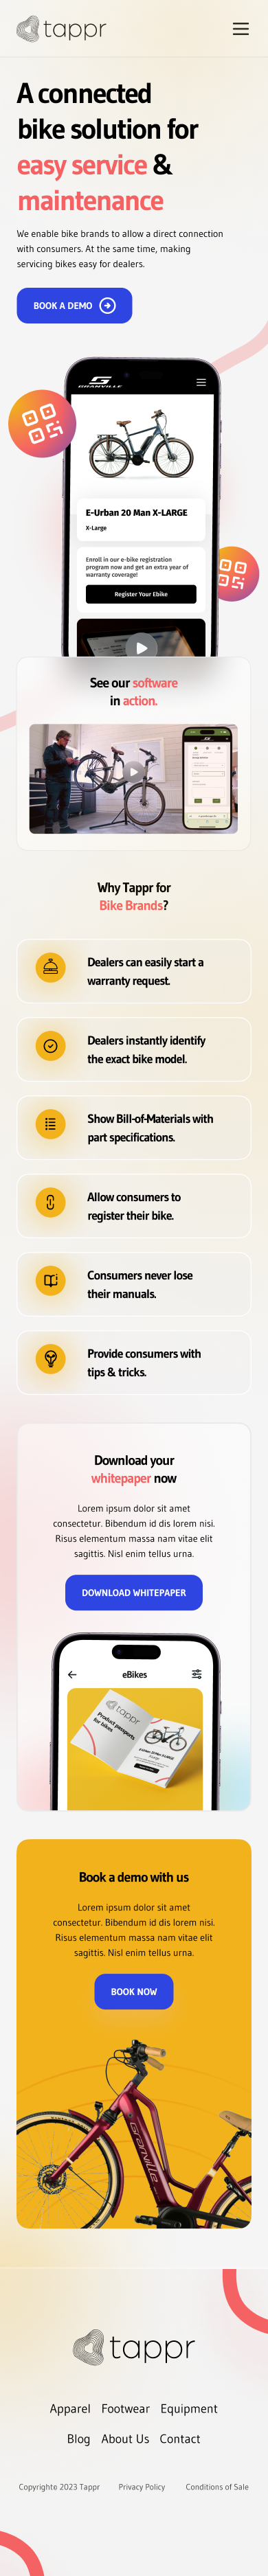 tappr
A connected
bike solution for
easy service &
maintenance
We enable bike brands to allow a direct connection
with consumers. At the same time, making
servicing bikes easy for dealers.
BOOK A DEMO
GRANVILLE
E-Urban 20 Man X-LARGE
X-Large
Enroll in our e-bike registration
program now and get an extra year of
warranty coverage!
Register Your Ebike
See our software
in action.
Why Tappr for
Bike Brands?
Dealers can easily start a
warranty request.
Dealers instantly identify
the exact bike model.
Show Bill-of-Materials with
part specifications.
Allow consumers to
register their bike.
Consumers never lose
their manuals.
Provide consumers with
tips & tricks.
Download your
whitepaper now
Lorem ipsum dolor sit amet
consectetur. Bibendum id dis lorem nisi.
Risus elementum massa nam vitae elit
sagittis. Nisl enim tellus urna.
DOWNLOAD WHITEPAPER
eBikes
tappr
Product passports
for bikes
Book a demo with us
Lorem ipsum dolor sit amet
consectetur. Bibendum id dis lorem nisi.
Risus elementum massa nam vitae elit
sagittis. Nisl enim tellus urna.
BOOK NOW
Granville
tappr
Apparel Footwear Equipment
Blog About Us Contact
Copyrighte 2023 Tappr Privacy Policy Conditions of Sale